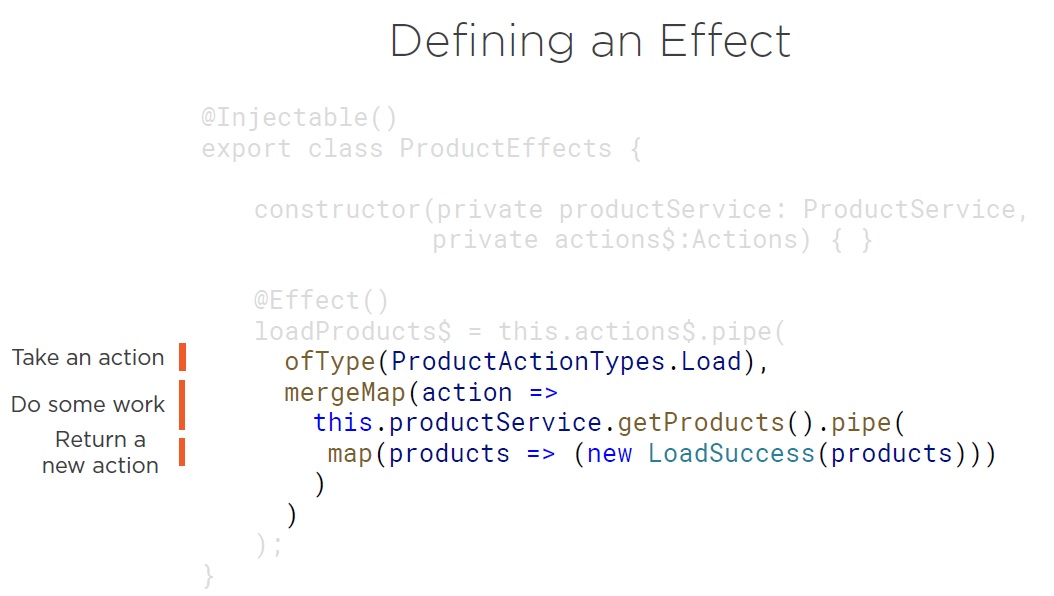 Defining an Effect
@Injectable()
export class ProductEffects {
constructor(private productService: ProductService,
private actions$:Actions) { }
@Effect()
loadProducts$ = this.actions$.pipe(
Take an action
ofType(ProductActionTypes.Load),
Do some work
mergeMap(action =>
this.productService.getProducts().pipe(
Return a
new action
map(products => (new LoadSuccess(products)))
)
)
);
}